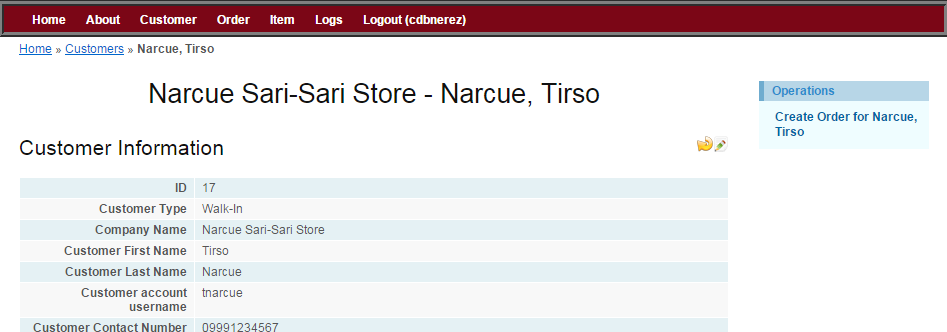 Home About Customer Order Item Logs Logout (cdbnerez)
Home » Customers » Narcue, Tirso
Narcue Sari-Sari Store - Narcue, Tirso
Operations
Create Order for Narcue,
Tirso
Customer Information
ID 17
Customer Type Walk-In
Company Name Narcue Sari-Sari Store
Customer First Name Tirso
Customer Last Name Narcue
Customer account
username tnarcue
Customer Contact Number 09991234567